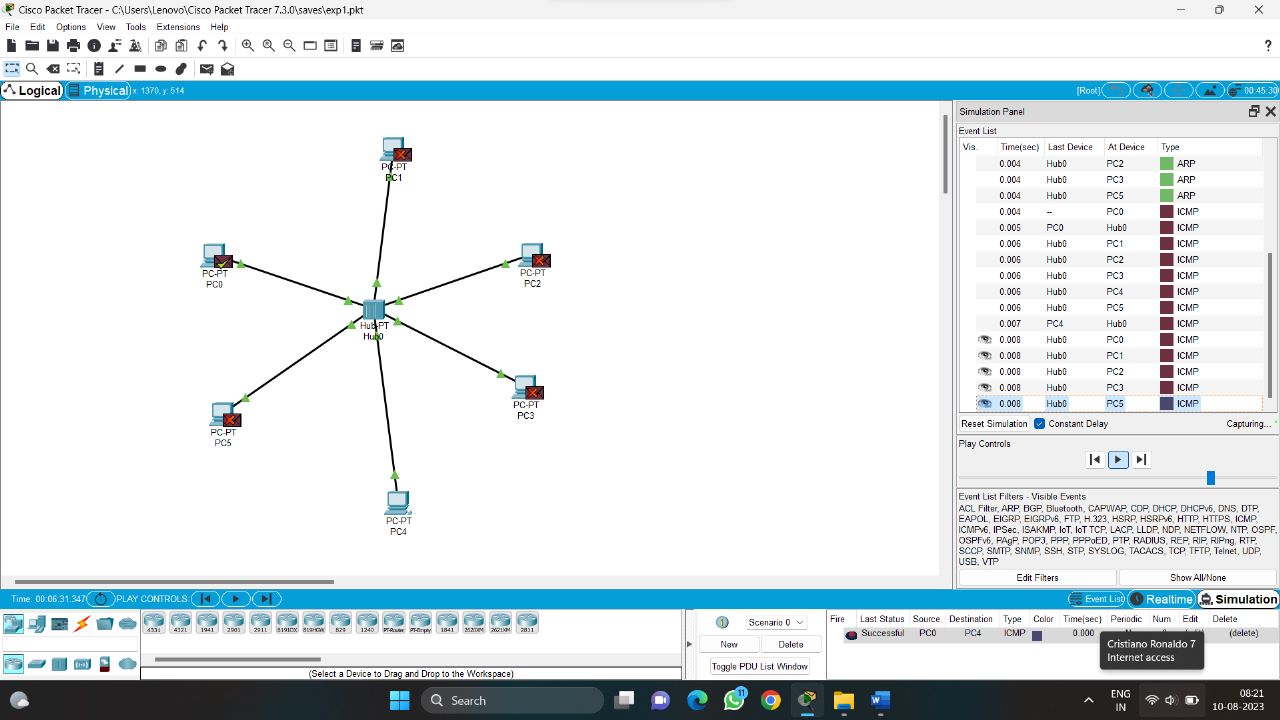 Cisco Packet Tracer - C:\Users\Lenovo\Cisco Packet Tracer 7.3.0\saves\exp1.pkt
File Edit Options View Tools Extensions Help
?
Logical Physical x: 1370, y: 514 [Root] 00:45:30
Simulation Panel
Event List
Vis. Time(sec) Last Device At Device Type
0.004 Hub0 PC2 ARP
0.004 Hub0 PC3 ARP
0.004 Hub0 PC5 ARP
0.004 -- PC0 ICMP
0.005 PC0 Hub0 ICMP
0.006 Hub0 PC1 ICMP
0.006 Hub0 PC2 ICMP
0.006 Hub0 PC3 ICMP
0.006 Hub0 PC4 ICMP
0.006 Hub0 PC5 ICMP
0.007 PC4 Hub0 ICMP
0.008 Hub0 PC0 ICMP
0.008 Hub0 PC1 ICMP
0.008 Hub0 PC2 ICMP
0.008 Hub0 PC3 ICMP
0.008 Hub0 PC5 ICMP
Reset Simulation Constant Delay Capturing...
Play Controls
Event List Filters - Visible Events
ACL Filter, ARP, BGP, Bluetooth, CAPWAP, CDP, DHCP, DHCPv6, DNS, DTP,
EAPOL, EIGRP, EIGRPv6, FTP, H.323, HSRP, HSRPv6, HTTP, HTTPS, ICMP,
ICMPv6, IPSec, ISAKMP, IoT, IoT TCP, LACP, LLDP, NDP, NETFLOW, NTP, OSPF,
OSPFv6, PAgP, POP3, PPP, PPPoED, PTP, RADIUS, REP, RIP, RIPng, RTP,
SCCP, SMTP, SNMP, SSH, STP, SYSLOG, TACACS, TCP, TFTP, Telnet, UDP,
USB, VTP
Edit Filters Show All/None
PC-PT
PC1
PC-PT
PC0
PC-PT
PC2
Hub-PT
Hub0
PC-PT
PC3
PC-PT
PC5
PC-PT
PC4
Time: 00:06:31.347 PLAY CONTROLS: Event List Realtime Simulation
4331 4321 1941 2901 2911 819IOX 819HGW 829 1240 PT-Router PT-Empty 1841 2620XM 2621XM 2811
(Select a Device to Drag and Drop to the Workspace)
Scenario 0
New Delete
Toggle PDU List Window
Fire Last Status Source Destination Type Color Time(sec) Periodic Num Edit Delete
Successful PC0 PC4 ICMP 0.000 (delete)
Cristiano Ronaldo 7
Internet access
Search
11
ENG
IN
08:21
10-08-2023